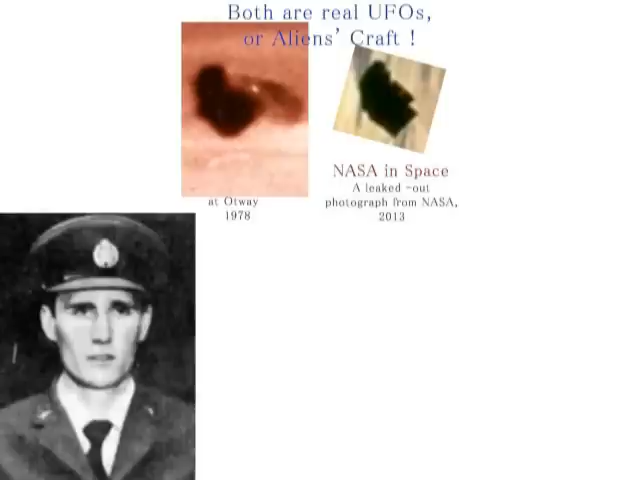 Both are real UFOs,
or Aliens' Craft !
NASA in Space
at Otway
1978
A leaked -out
photograph from NASA,
2013